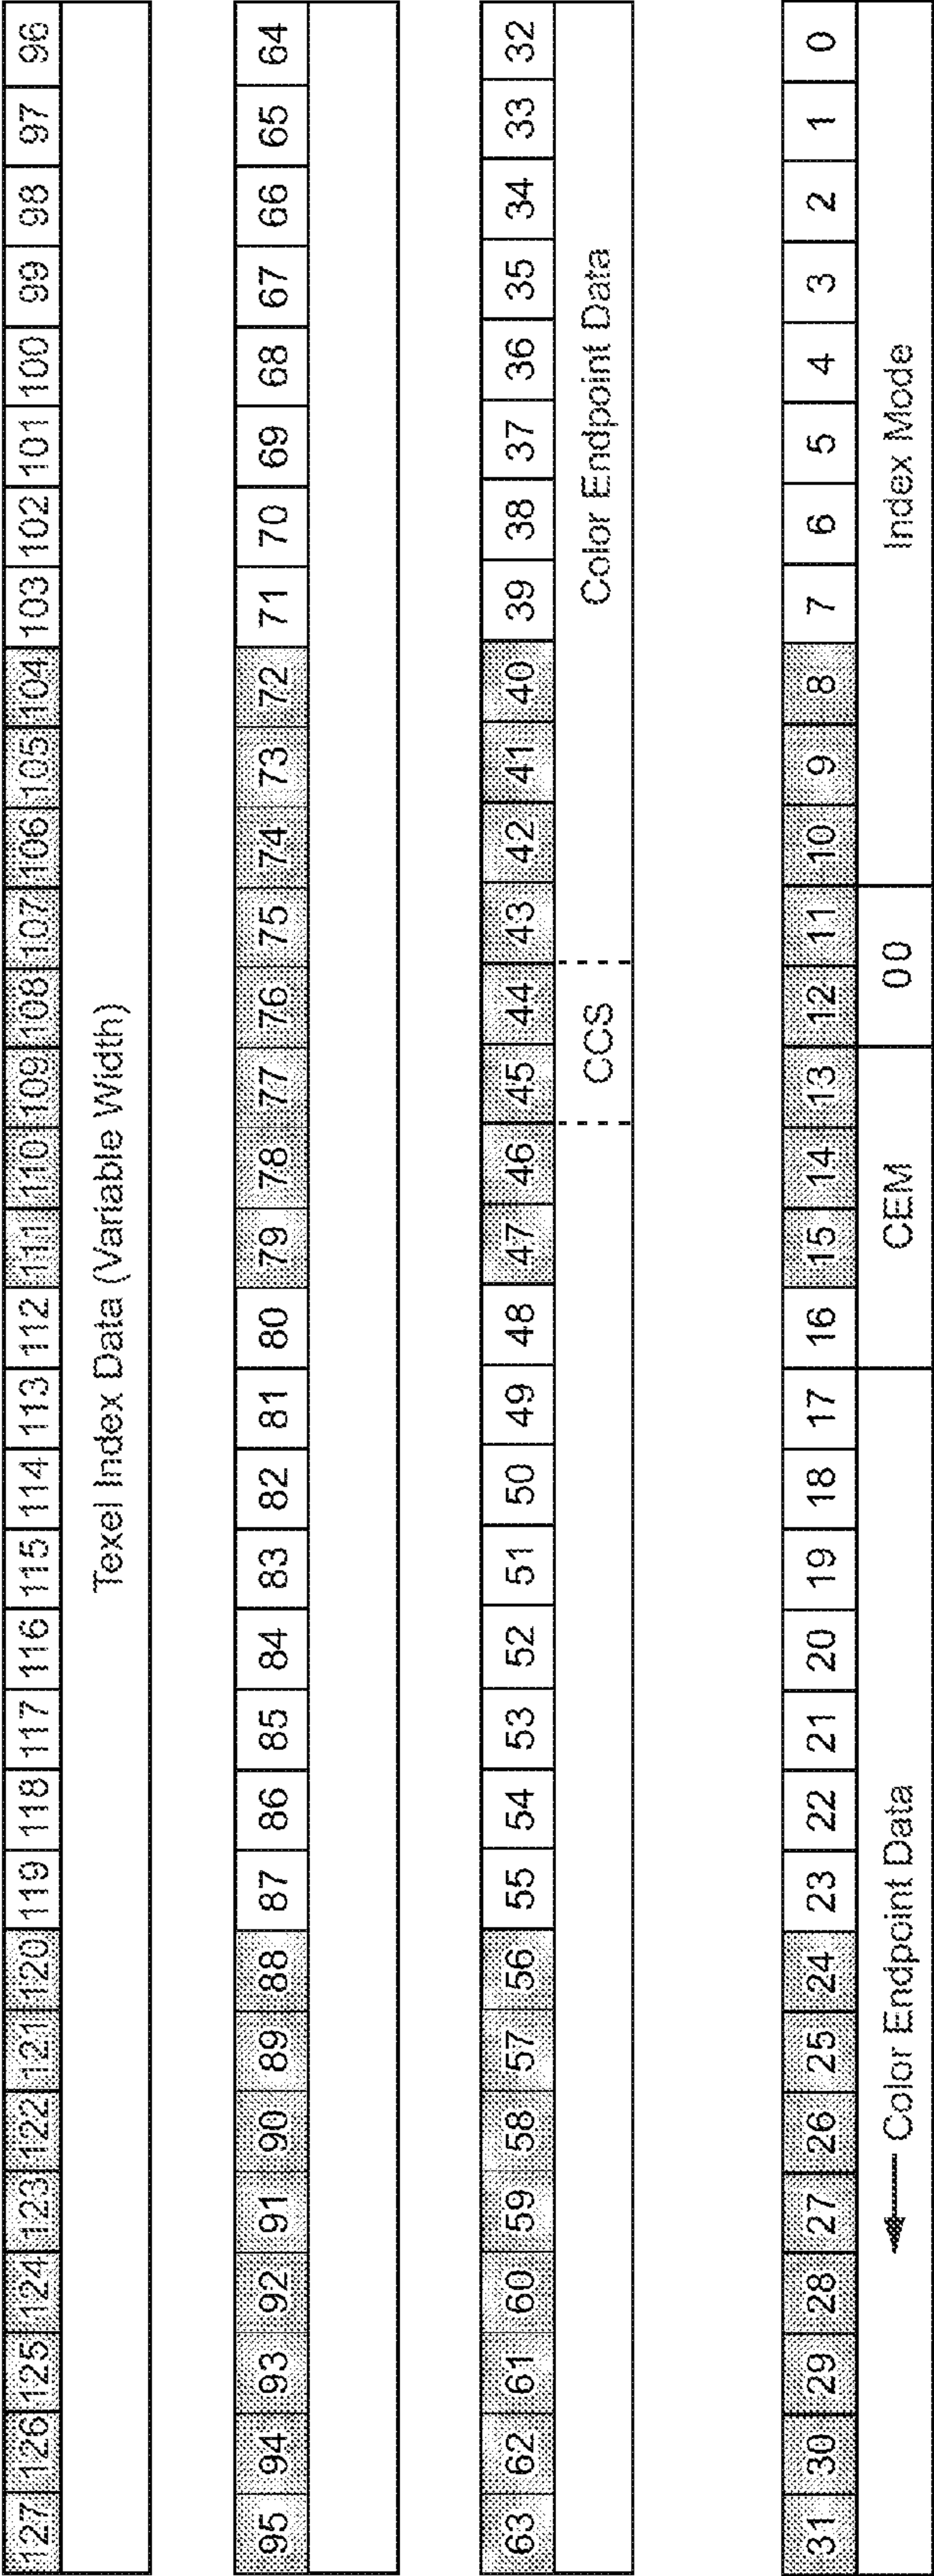 127 126 125 124 123 122 121 120 119 118 117 116 115 114 113 112 111 110 109 108 107 106 105 104 103 102 101 100 99 98 97 96
Texel Index Data (Variable Width)
95 94 93 92 91 90 89 88 87 86 85 84 83 82 81 80 79 78 77 76 75 74 73 72 71 70 69 68 67 66 65 64
63 62 61 60 59 58 57 56 55 54 53 52 51 50 49 48 47 46 45 44 43 42 41 40 39 38 37 36 35 34 33 32
CCS Color Endpoint Data
31 30 29 28 27 26 25 24 23 22 21 20 19 18 17 16 15 14 13 12 11 10 9 8 7 6 5 4 3 2 1 0
Color Endpoint Data CEM 00 Index Mode